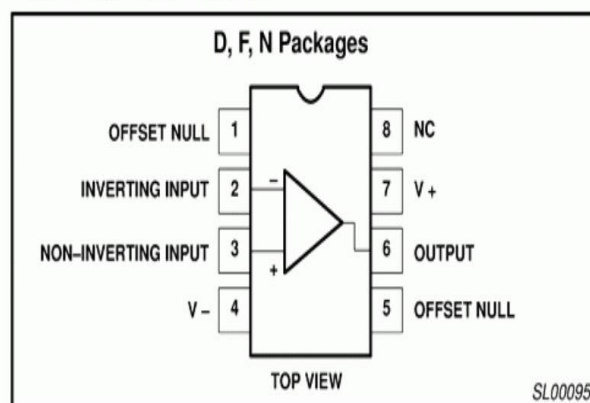 D, F, N Packages
OFFSET NULL 1
8 NC
INVERTING INPUT 2
−
7 V +
NON–INVERTING INPUT 3
+
6 OUTPUT
V – 4
5 OFFSET NULL
TOP VIEW
SL00095